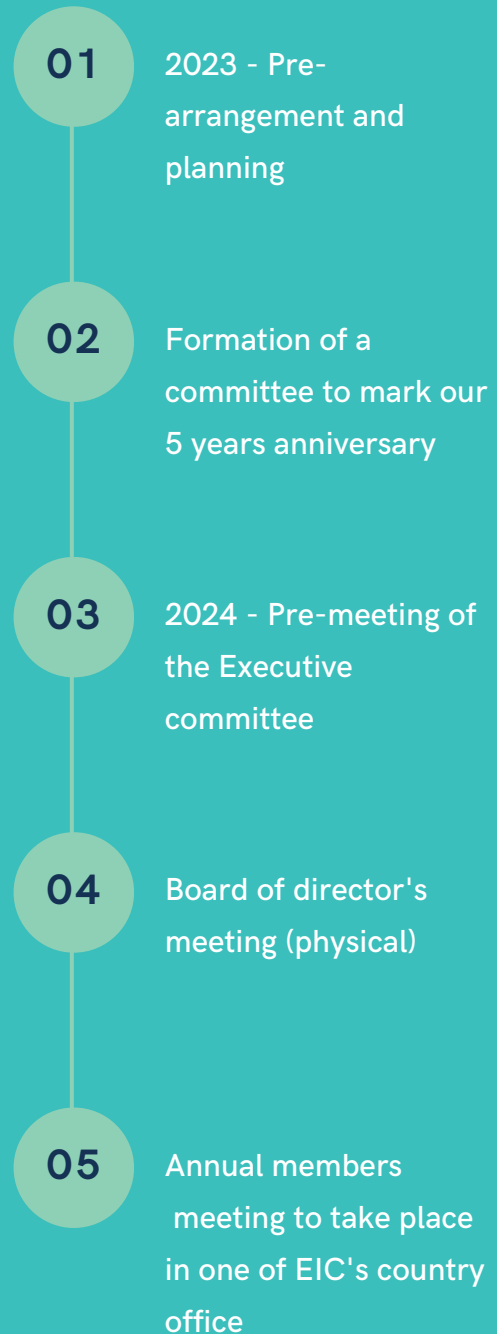 01
2023 - Pre-
arrangement and
planning
02
Formation of a
committee to mark our
5 years anniversary
03
2024 - Pre-meeting of
the Executive
committee
04
Board of director's
meeting (physical)
05
Annual members
meeting to take place
in one of EIC's country
office